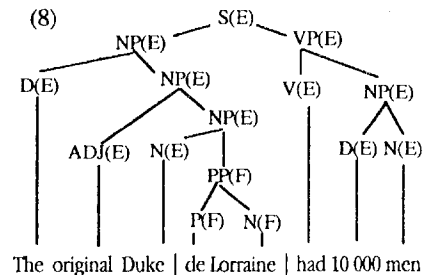 (8)
S(E)
NP(E) VP(E)
D(E) NP(E) V(E) NP(E)
NP(E)
ADJ(E) N(E) D(E) N(E)
PP(F)
P(F) N(F)
The original Duke | de Lorraine | had 10 000 men